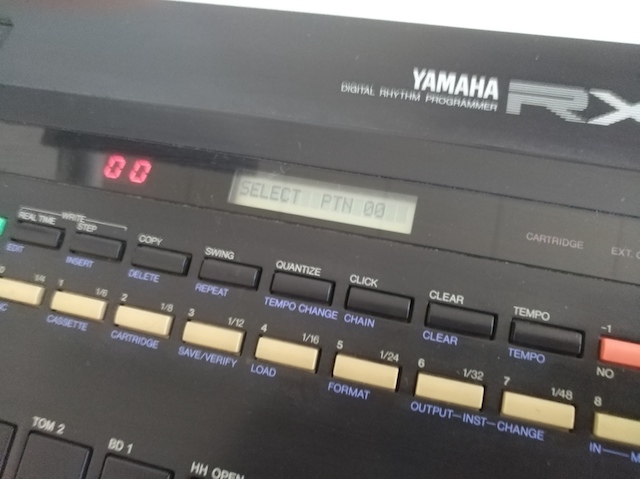 YAMAHA
DIGITAL RHYTHM PROGRAMMER
RX
00
SELECT PTN 00
CARTRIDGE
EXT.
WRITE
REAL TIME
STEP
COPY
SWING
QUANTIZE
CLICK
CLEAR
TEMPO
-1
EDIT
INSERT
DELETE
REPEAT
TEMPO CHANGE
CHAIN
CLEAR
TEMPO
NO
1/4
1 1/6
2 1/8
3 1/12
4 1/16
5 1/24
6 1/32
7 1/48
8
CASSETTE
CARTRIDGE
SAVE/VERIFY
LOAD
FORMAT
OUTPUT—INST—CHANGE
IN
TOM 2
BD 1
HH OPEN